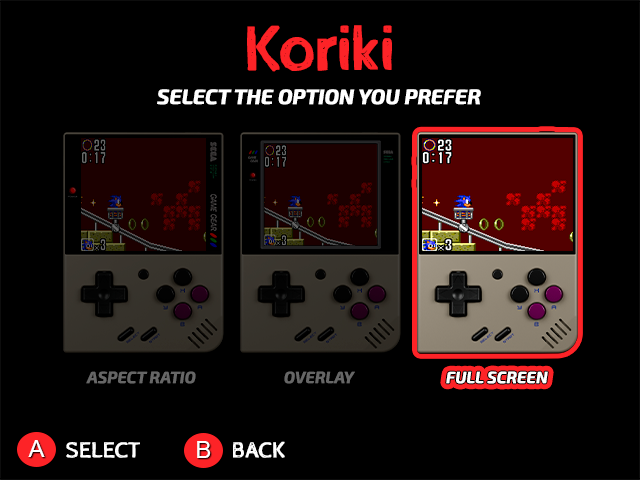 Koriki
SELECT THE OPTION YOU PREFER
23
0:17
SEGA
GAME GEAR
×3
23
0:17
×3
23
0:17
×3
ASPECT RATIO
OVERLAY
FULL SCREEN
A SELECT
B BACK